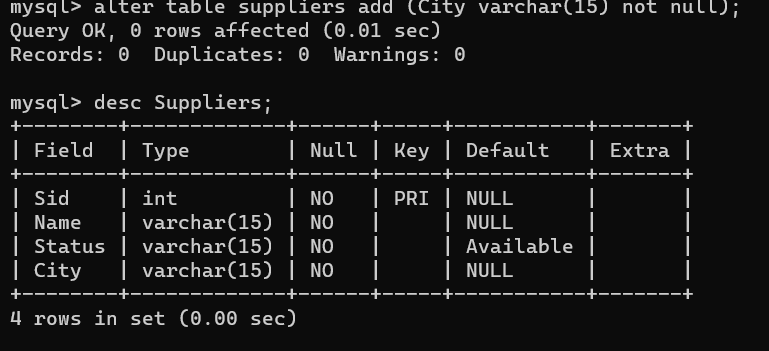 mysql> alter table suppliers add (City varchar(15) not null);
Query OK, 0 rows affected (0.01 sec)
Records: 0  Duplicates: 0  Warnings: 0

mysql> desc Suppliers;
+--------+-------------+------+-----+-----------+-------+
| Field  | Type        | Null | Key | Default   | Extra |
+--------+-------------+------+-----+-----------+-------+
| Sid    | int         | NO   | PRI | NULL      |       |
| Name   | varchar(15) | NO   |     | NULL      |       |
| Status | varchar(15) | NO   |     | Available |       |
| City   | varchar(15) | NO   |     | NULL      |       |
+--------+-------------+------+-----+-----------+-------+
4 rows in set (0.00 sec)